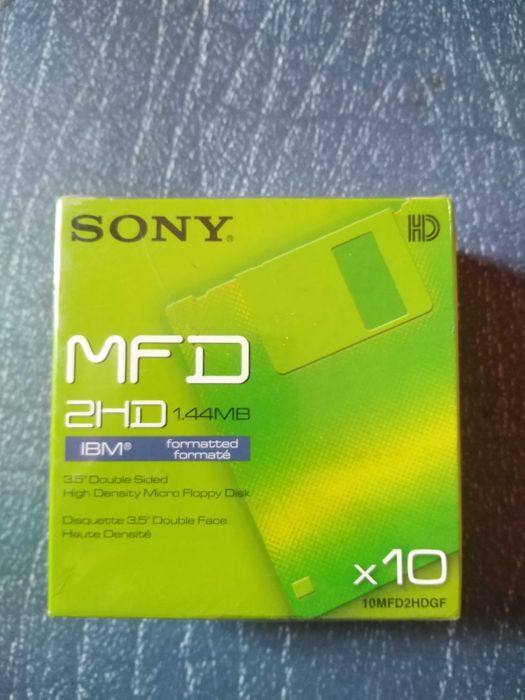 SONY®
HD
MFD
2HD 1.44MB
IBM® formatted
formaté
3.5" Double Sided
High Density Micro Floppy Disk
Disquette 3.5" Double Face
Haute Densité
x10
10MFD2HDGF